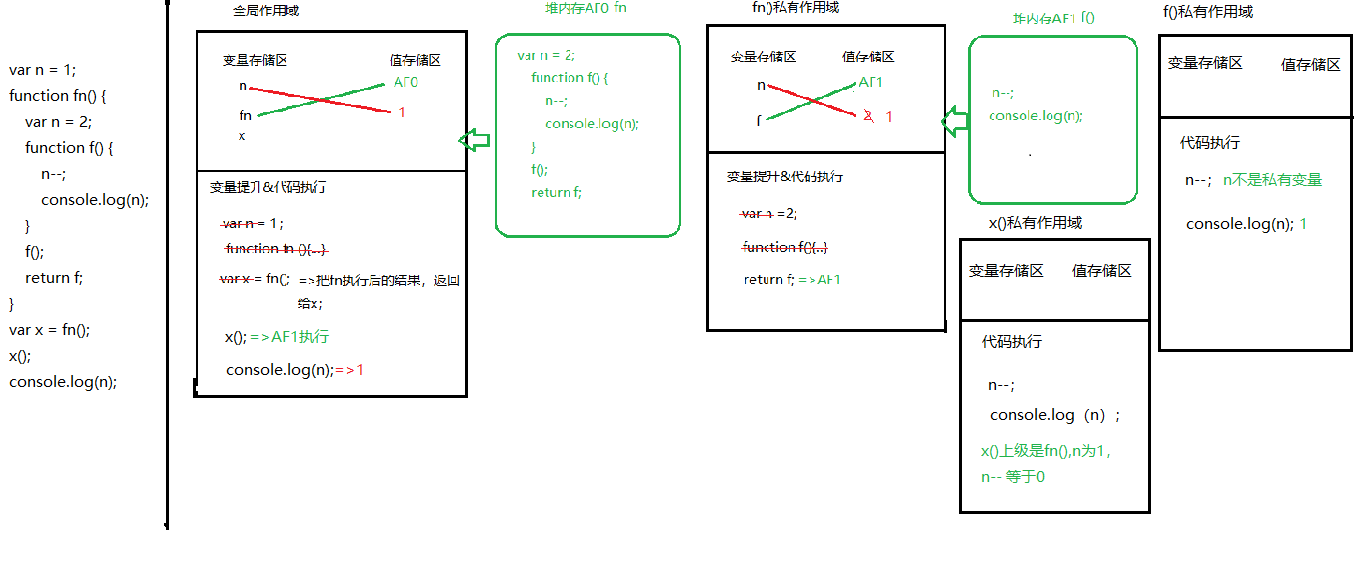 var n = 1;
function fn() {
var n = 2;
function f() {
n--;
console.log(n);
}
f();
return f;
}
var x = fn();
x();
console.log(n);
全局作用域
变量存储区 值存储区
n AF0
fn 1
x
变量提升&代码执行
var n = 1;
function fn (){..}
var x = fn(; =>把fn执行后的结果，返回
给x；
x(); =>AF1执行
console.log(n);=>1
堆内存AF0 fn
var n = 2;
function f() {
n--;
console.log(n);
}
f();
return f;
fn()私有作用域
变量存储区 值存储区
n AF1
f 2 1
变量提升&代码执行
var n =2;
function f(){..}
return f; =>AF1
堆内存AF1 f()
n--;
console.log(n);
x()私有作用域
变量存储区 值存储区
代码执行
n--；
console.log（n）;
x()上级是fn(),n为1，
n-- 等于0
f()私有作用域
变量存储区 值存储区
代码执行
n--； n不是私有变量
console.log(n); 1